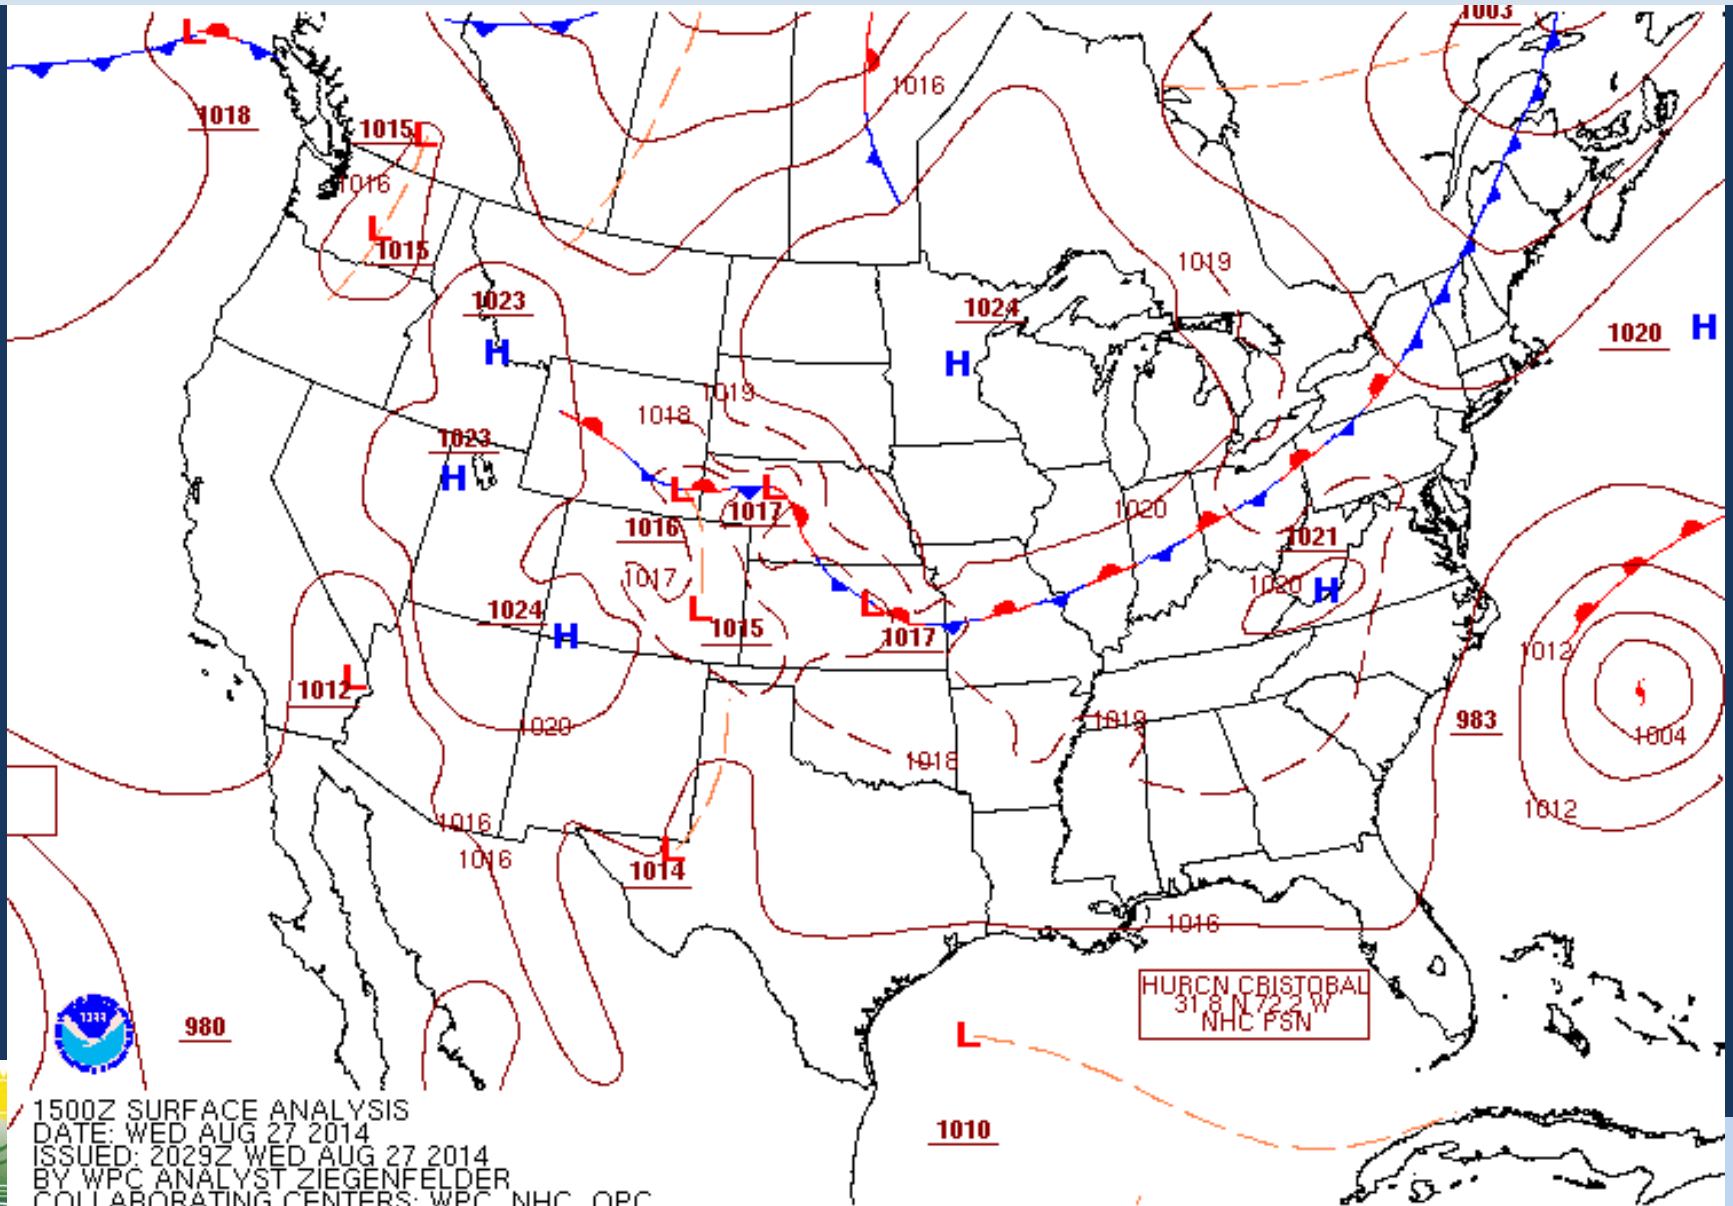 1003
L
1016
1018
1015
L
1016
L
1015
1019
1023
1024
H
1020
H
H
1019
1018
1023
H
L
L
1017
1016
1020
1021
1017
1020
H
L
1015
L
1017
1024
H
1012
L
1012
1020
1019
983
1004
1018
1012
1016
1016
L
1014
1016
HURCN CRISTOBAL
31.8 N 72.2 W
NHC PSN
980
L
1010
1500Z SURFACE ANALYSIS
DATE: WED AUG 27 2014
ISSUED: 2029Z WED AUG 27 2014
BY WPC ANALYST ZIEGENFELDER
COLLABORATING CENTERS: WPC, NHC, OPC